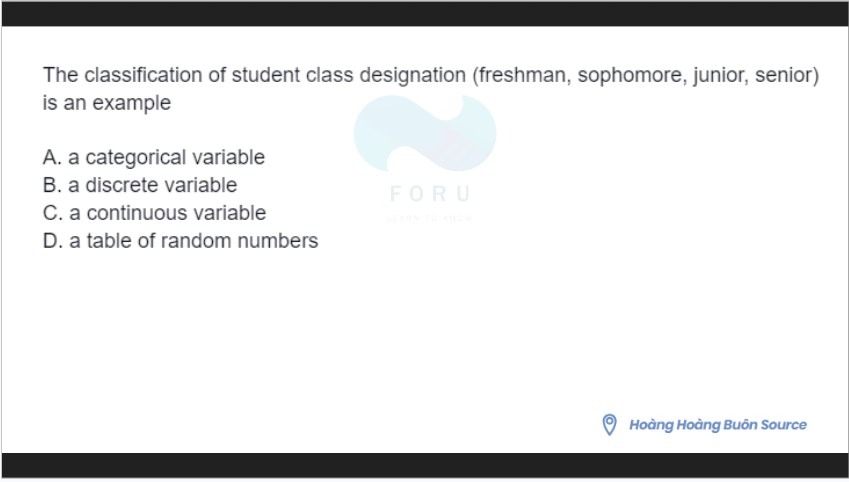 The classification of student class designation (freshman, sophomore, junior, senior)
is an example
A. a categorical variable
B. a discrete variable
C. a continuous variable
D. a table of random numbers
FORU
Hoàng Hoàng Buôn Source